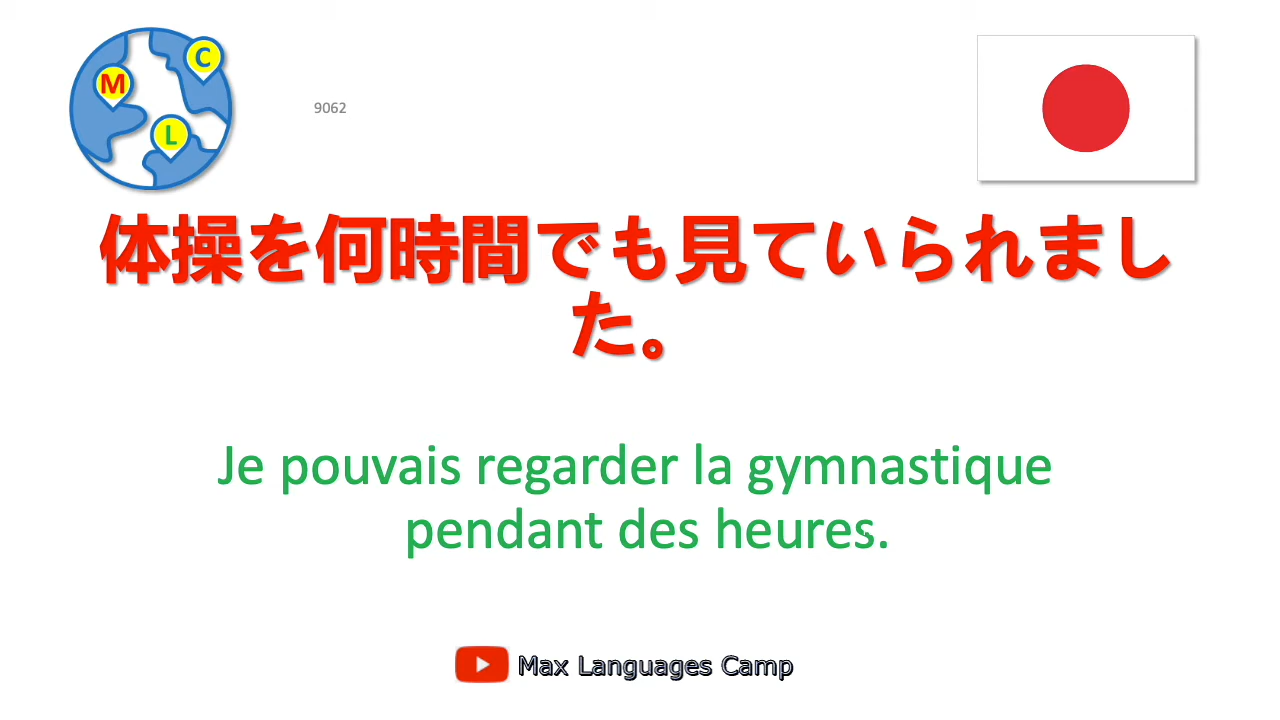 C
M
L
9062
体操を何時間でも見ていられまし
た。
Je pouvais regarder la gymnastique
pendant des heures.
Max Languages Camp